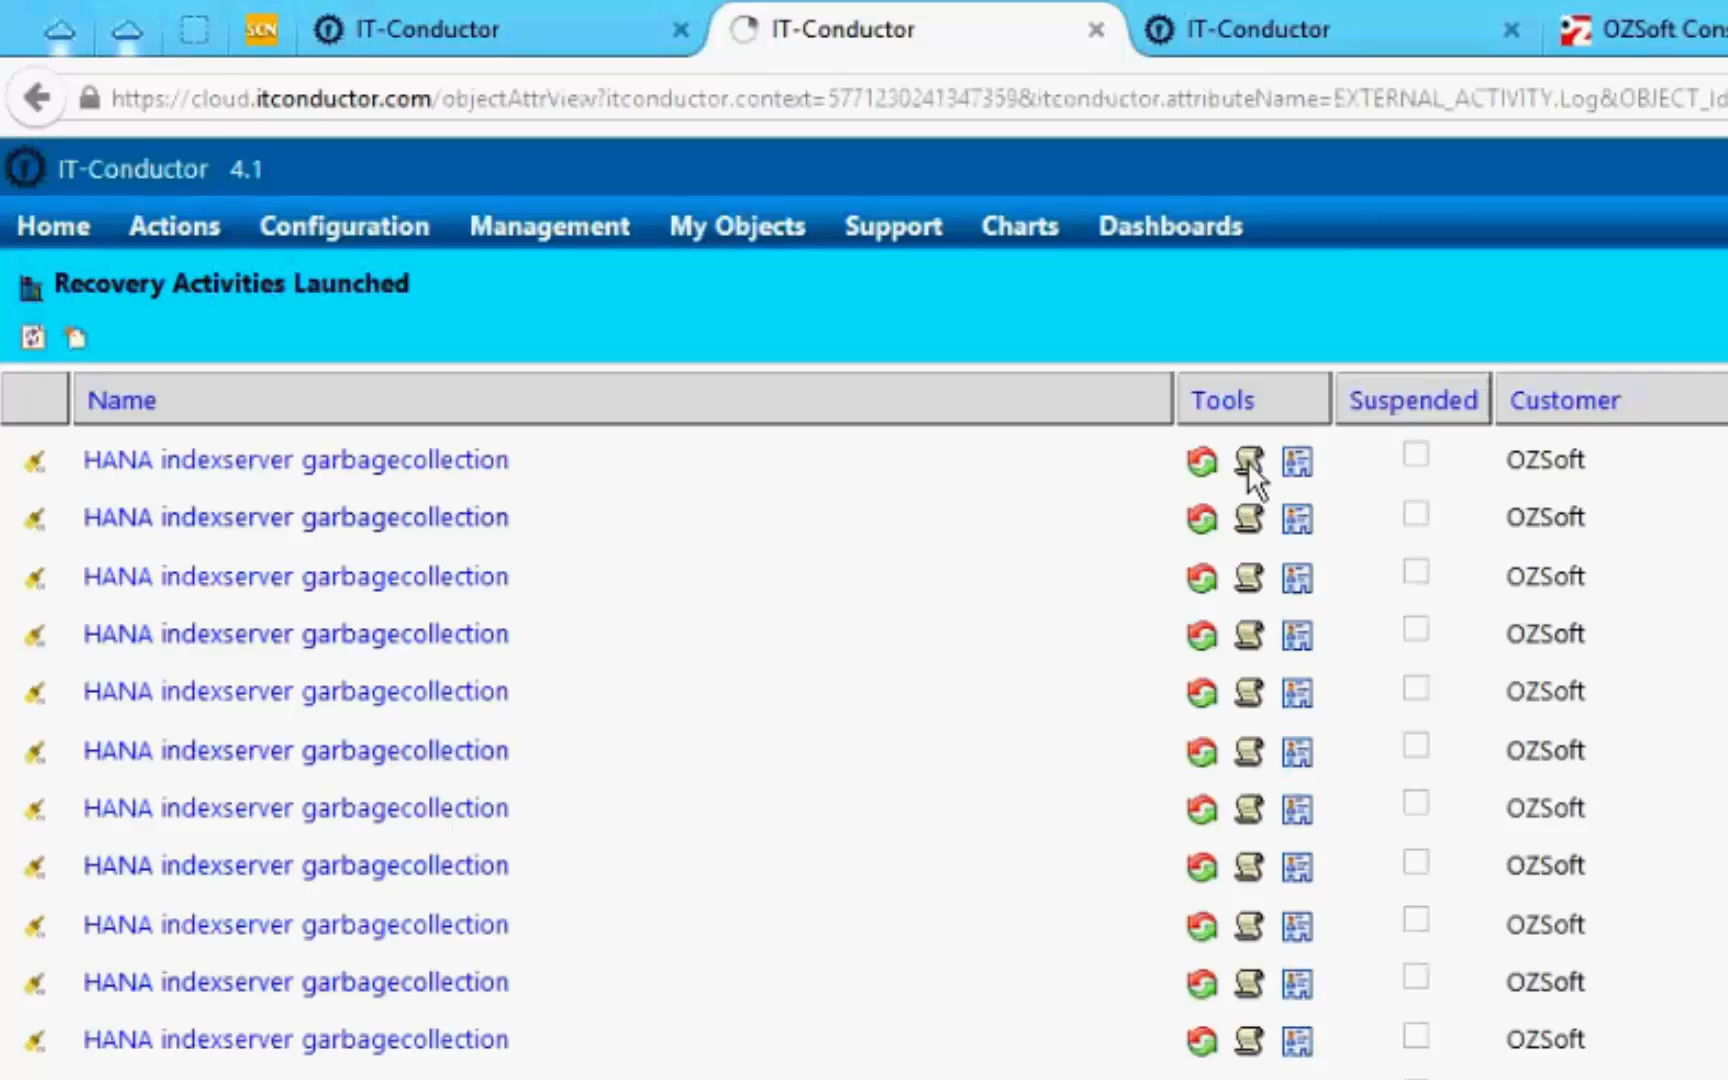 SCN IT-Conductor IT-Conductor IT-Conductor OZSoft Cons
https://cloud.itconductor.com/objectAttrView?itconductor.context=5771230241347359&itconductor.attributeName=EXTERNAL_ACTIVITY.Log&OBJECT_Id
IT-Conductor 4.1
Home Actions Configuration Management My Objects Support Charts Dashboards
Recovery Activities Launched
Name Tools Suspended Customer
HANA indexserver garbagecollection OZSoft
HANA indexserver garbagecollection OZSoft
HANA indexserver garbagecollection OZSoft
HANA indexserver garbagecollection OZSoft
HANA indexserver garbagecollection OZSoft
HANA indexserver garbagecollection OZSoft
HANA indexserver garbagecollection OZSoft
HANA indexserver garbagecollection OZSoft
HANA indexserver garbagecollection OZSoft
HANA indexserver garbagecollection OZSoft
HANA indexserver garbagecollection OZSoft